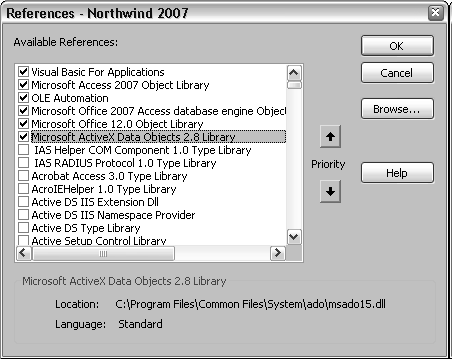 References - Northwind 2007
Available References:
OK
Visual Basic For Applications
Cancel
Microsoft Access 2007 Object Library
OLE Automation
Microsoft Office 2007 Access database engine Objec
Browse...
Microsoft Office 12.0 Object Library
Microsoft ActiveX Data Objects 2.8 Library
IAS Helper COM Component 1.0 Type Library
IAS RADIUS Protocol 1.0 Type Library
Priority
Acrobat Access 3.0 Type Library
Help
AcroIEHelper 1.0 Type Library
Active DS IIS Extension Dll
Active DS IIS Namespace Provider
Active DS Type Library
Active Setup Control Library
Microsoft ActiveX Data Objects 2.8 Library
Location: C:\Program Files\Common Files\System\ado\msado15.dll
Language: Standard